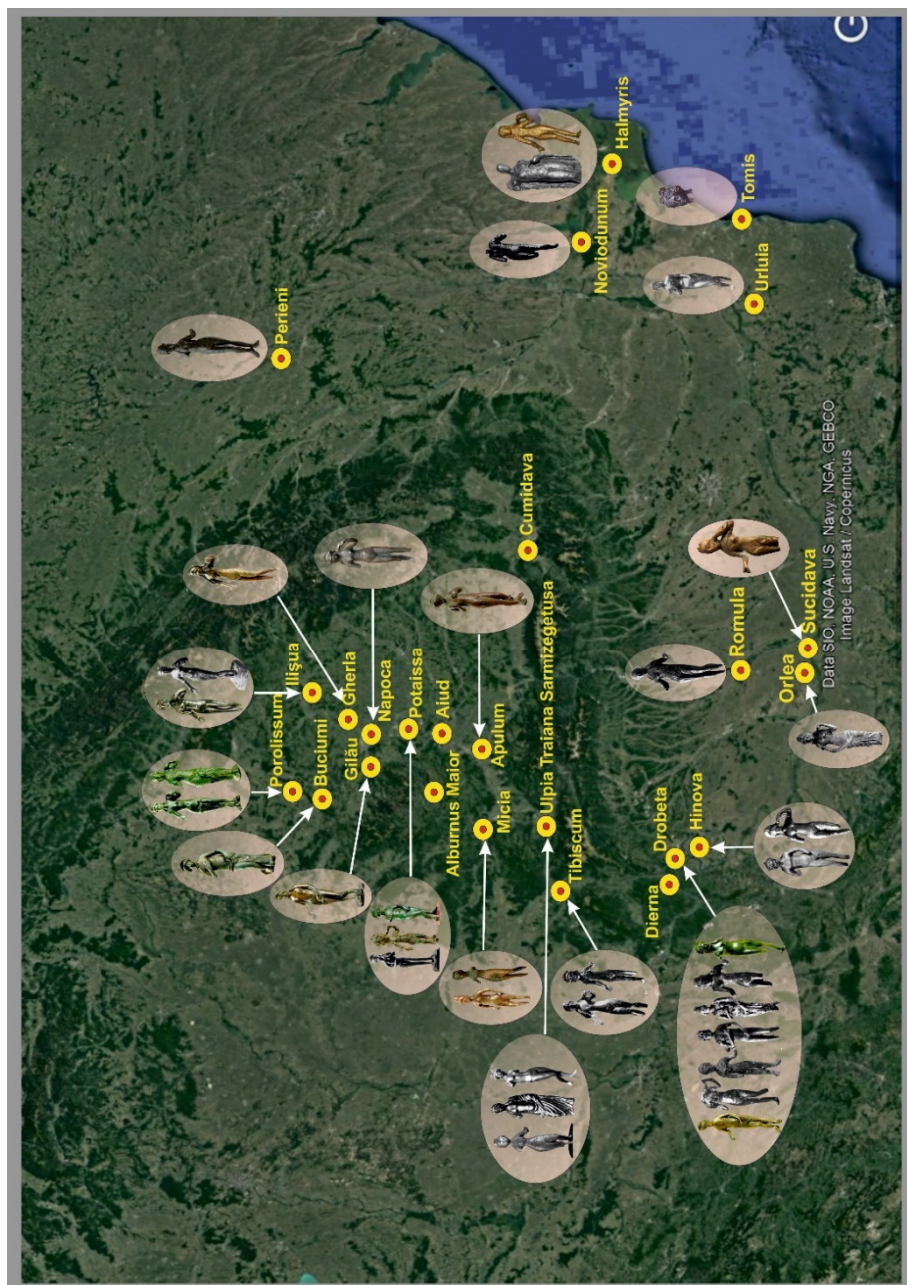 Porolissum
Perieni
Ilişua
Buciumi
Gilău
Gherla
Napoca
Potaissa
Aiud
Alburnus Maior
Apulum
Micia
Cumidava
Ulpia Traiana Sarmizegetusa
Tibiscum
Noviodunum
Halmyris
Dierna
Drobeta
Hinova
Romula
Tomis
Urluia
Orlea
Sucidava
Data SIO, NOAA, U.S. Navy, NGA, GEBCO
Image Landsat / Copernicus
G